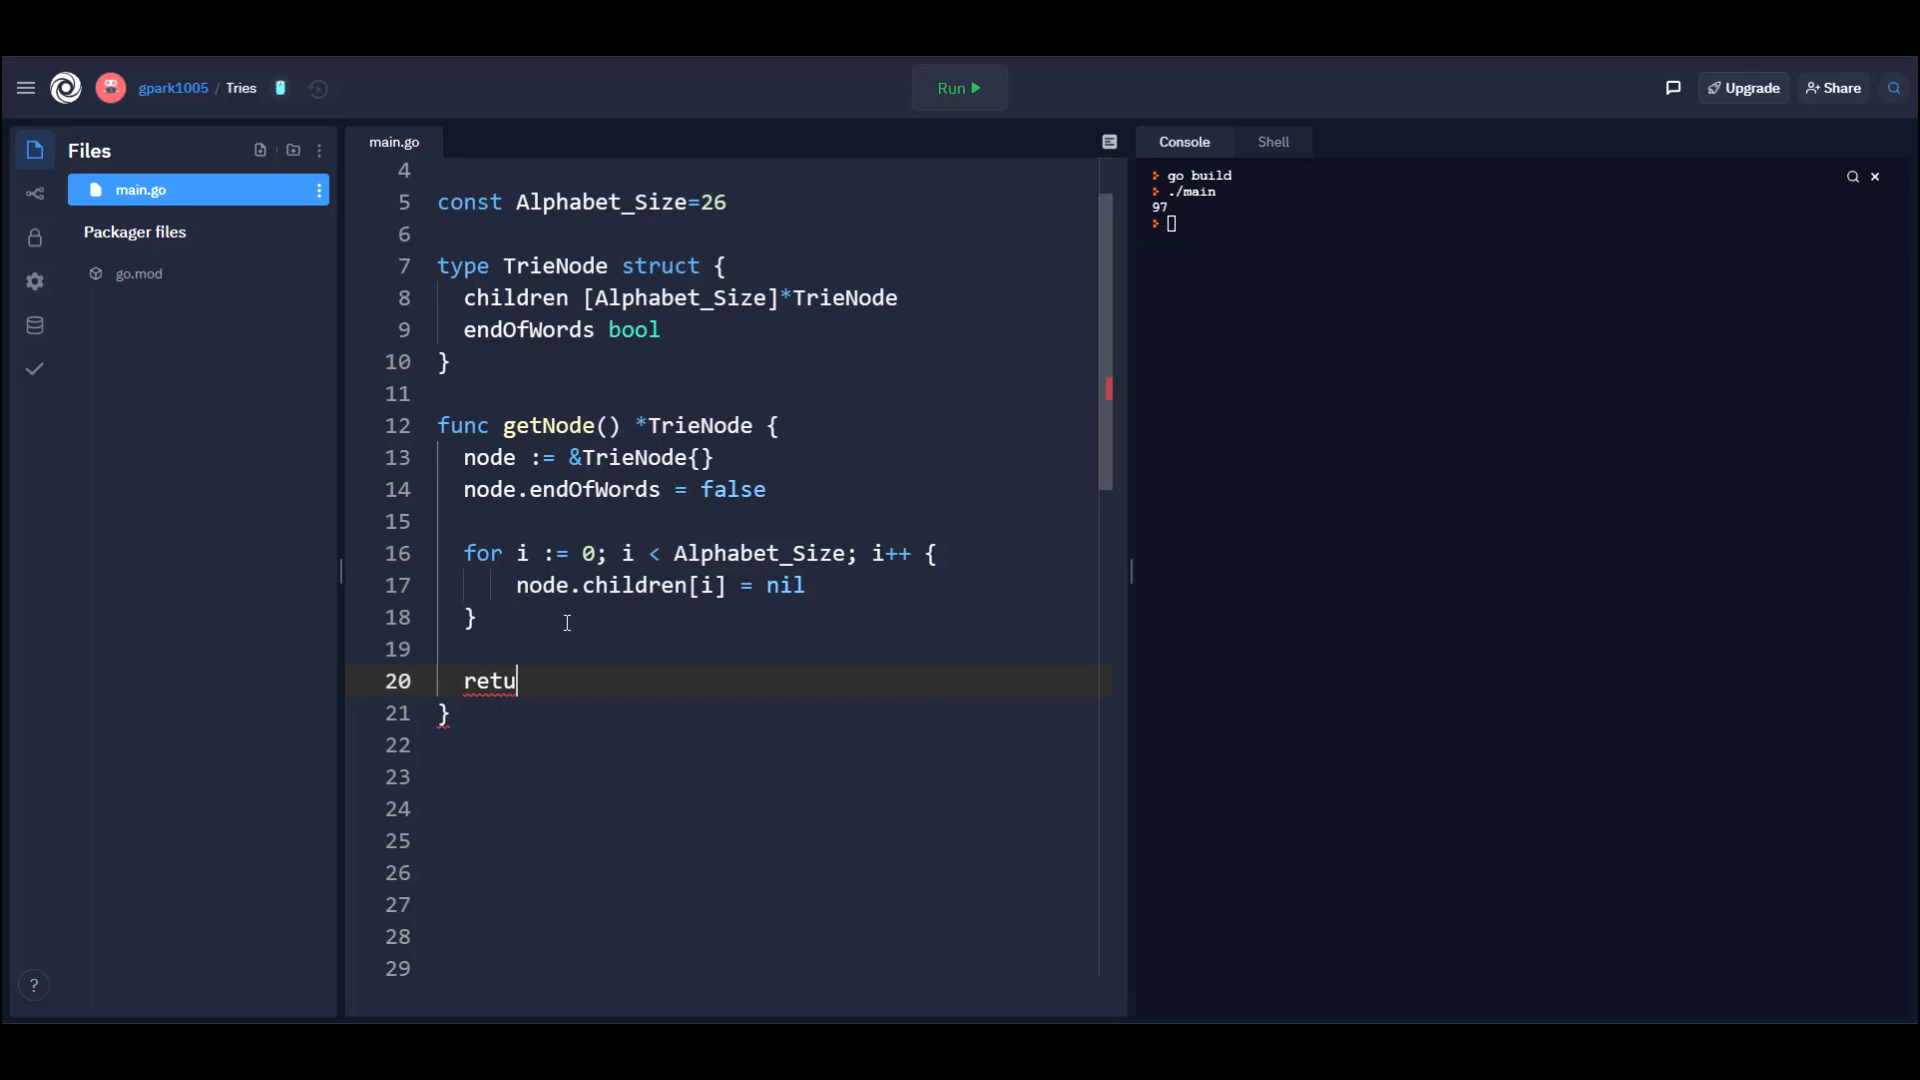 gpark1005 / Tries
Run
Upgrade
Share
Files
main.go
Packager files
go.mod
main.go
4
5 const Alphabet_Size=26
6
7 type TrieNode struct {
8 children [Alphabet_Size]*TrieNode
9 endOfWords bool
10 }
11
12 func getNode() *TrieNode {
13 node := &TrieNode{}
14 node.endOfWords = false
15
16 for i := 0; i < Alphabet_Size; i++ {
17 node.children[i] = nil
18 }
19
20 retu
21 }
22
23
24
25
26
27
28
29
Console
Shell
go build
./main
97
?